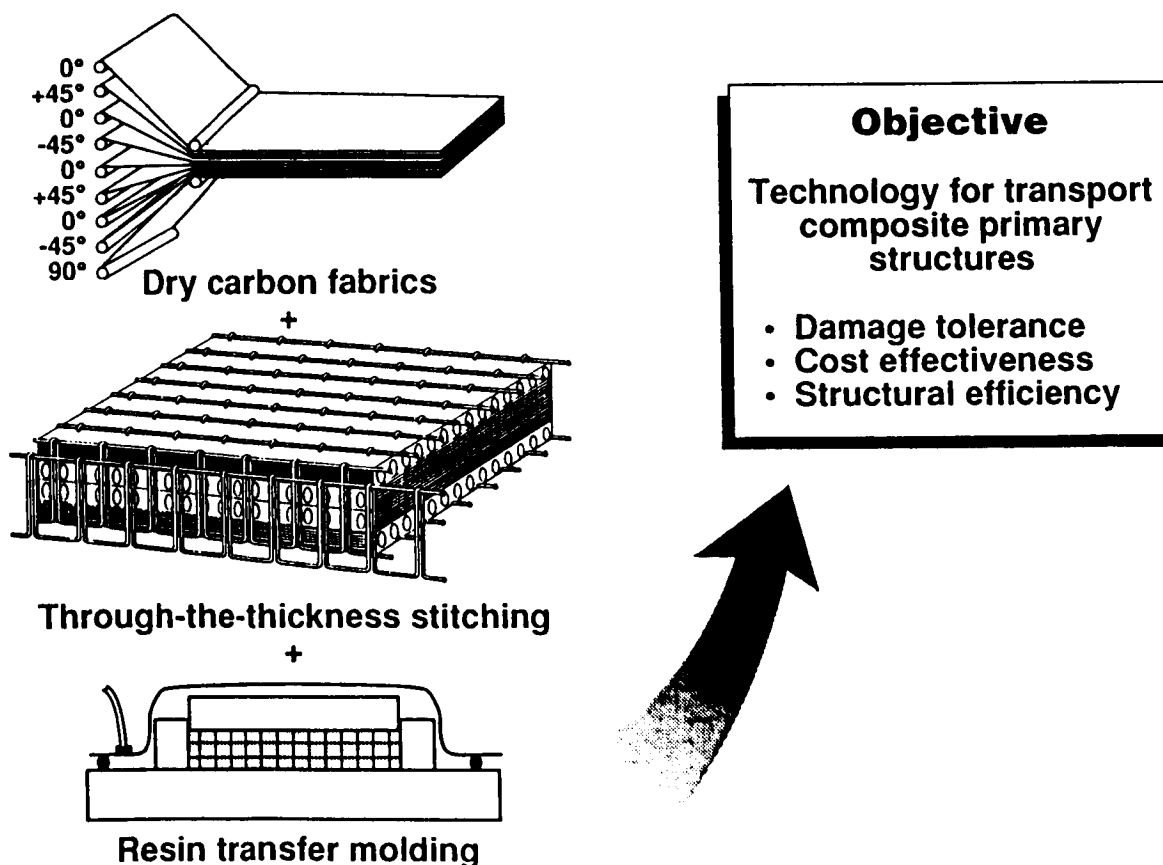 0°
+45°
0°
-45°
0°
+45°
0°
-45°
90°
Dry carbon fabrics
+
Through-the-thickness stitching
+
Resin transfer molding
Objective
Technology for transport
composite primary
structures
• Damage tolerance
• Cost effectiveness
• Structural efficiency